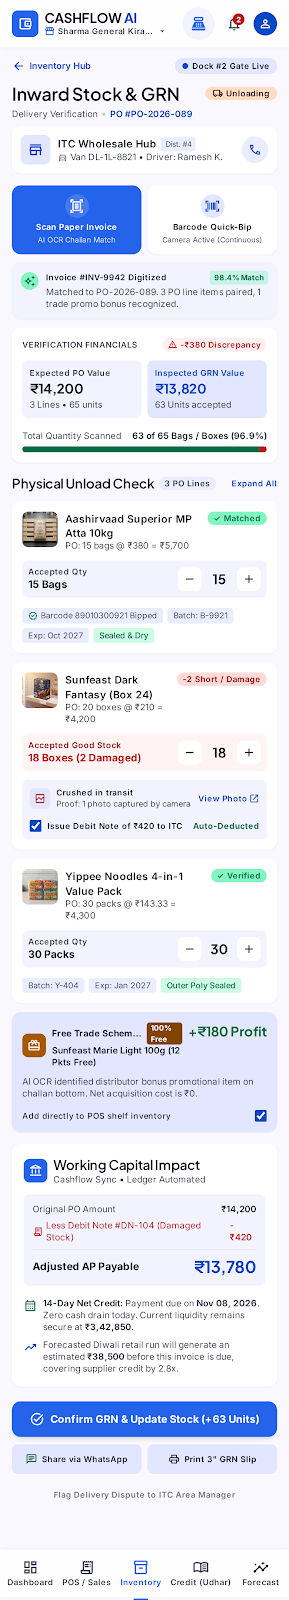 CASHFLOW AI
Sharma General Kira...
2
Inventory Hub
Dock #2 Gate Live
Inward Stock & GRN
Unloading
Delivery Verification • PO #PO-2026-089
ITC Wholesale Hub
Dist. #4
Van DL-1L-8821 • Driver: Ramesh K.
Scan Paper Invoice
AI OCR Challan Match
Barcode Quick-Bip
Camera Active (Continuous)
Invoice #INV-9942 Digitized
98.4% Match
Matched to PO-2026-089. 3 PO line items paired, 1
trade promo bonus recognized.
VERIFICATION FINANCIALS
-₹380 Discrepancy
Expected PO Value
₹14,200
3 Lines • 65 units
Inspected GRN Value
₹13,820
63 Units accepted
Total Quantity Scanned
63 of 65 Bags / Boxes (96.9%)
Physical Unload Check
3 PO Lines
Expand All
Aashirvaad Superior MP
Atta 10kg
Matched
PO: 15 bags @ ₹380 = ₹5,700
Accepted Qty
15 Bags
15
Barcode 89010300921 Bipped
Batch: B-9921
Exp: Oct 2027
Sealed & Dry
Sunfeast Dark
Fantasy (Box 24)
-2 Short / Damage
PO: 20 boxes @ ₹210 =
₹4,200
Accepted Good Stock
18 Boxes (2 Damaged)
18
Crushed in transit
Proof: 1 photo captured by camera
View Photo
Issue Debit Note of ₹420 to ITC
Auto-Deducted
Yippee Noodles 4-in-1
Value Pack
Verified
PO: 30 packs @ ₹143.33 =
₹4,300
Accepted Qty
30 Packs
30
Batch: Y-404
Exp: Jan 2027
Outer Poly Sealed
Free Trade Schem...
100%
Free
+₹180 Profit
Sunfeast Marie Light 100g (12
Pkts Free)
AI OCR identified distributor bonus promotional item on
challan bottom. Net acquisition cost is ₹0.
Add directly to POS shelf inventory
Working Capital Impact
Cashflow Sync • Ledger Automated
Original PO Amount
₹14,200
Less Debit Note #DN-104 (Damaged
Stock)
-
₹420
Adjusted AP Payable
₹13,780
14-Day Net Credit: Payment due on Nov 08, 2026.
Zero cash drain today. Current liquidity remains
secure at ₹3,42,850.
Forecasted Diwali retail run will generate an
estimated ₹38,500 before this invoice is due,
covering supplier credit by 2.8x.
Confirm GRN & Update Stock (+63 Units)
Share via WhatsApp
Print 3" GRN Slip
Flag Delivery Dispute to ITC Area Manager
Dashboard
POS / Sales
Inventory
Credit (Udhar)
Forecast